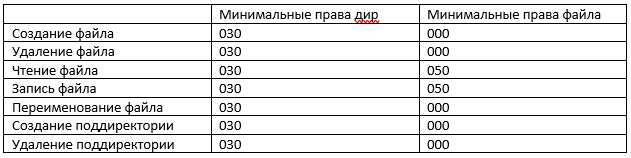 Минимальные права дир Минимальные права файла
Создание файла 030 000
Удаление файла 030 000
Чтение файла 030 050
Запись файла 030 050
Переименование файла 030 000
Создание поддиректории 030 000
Удаление поддиректории 030 000